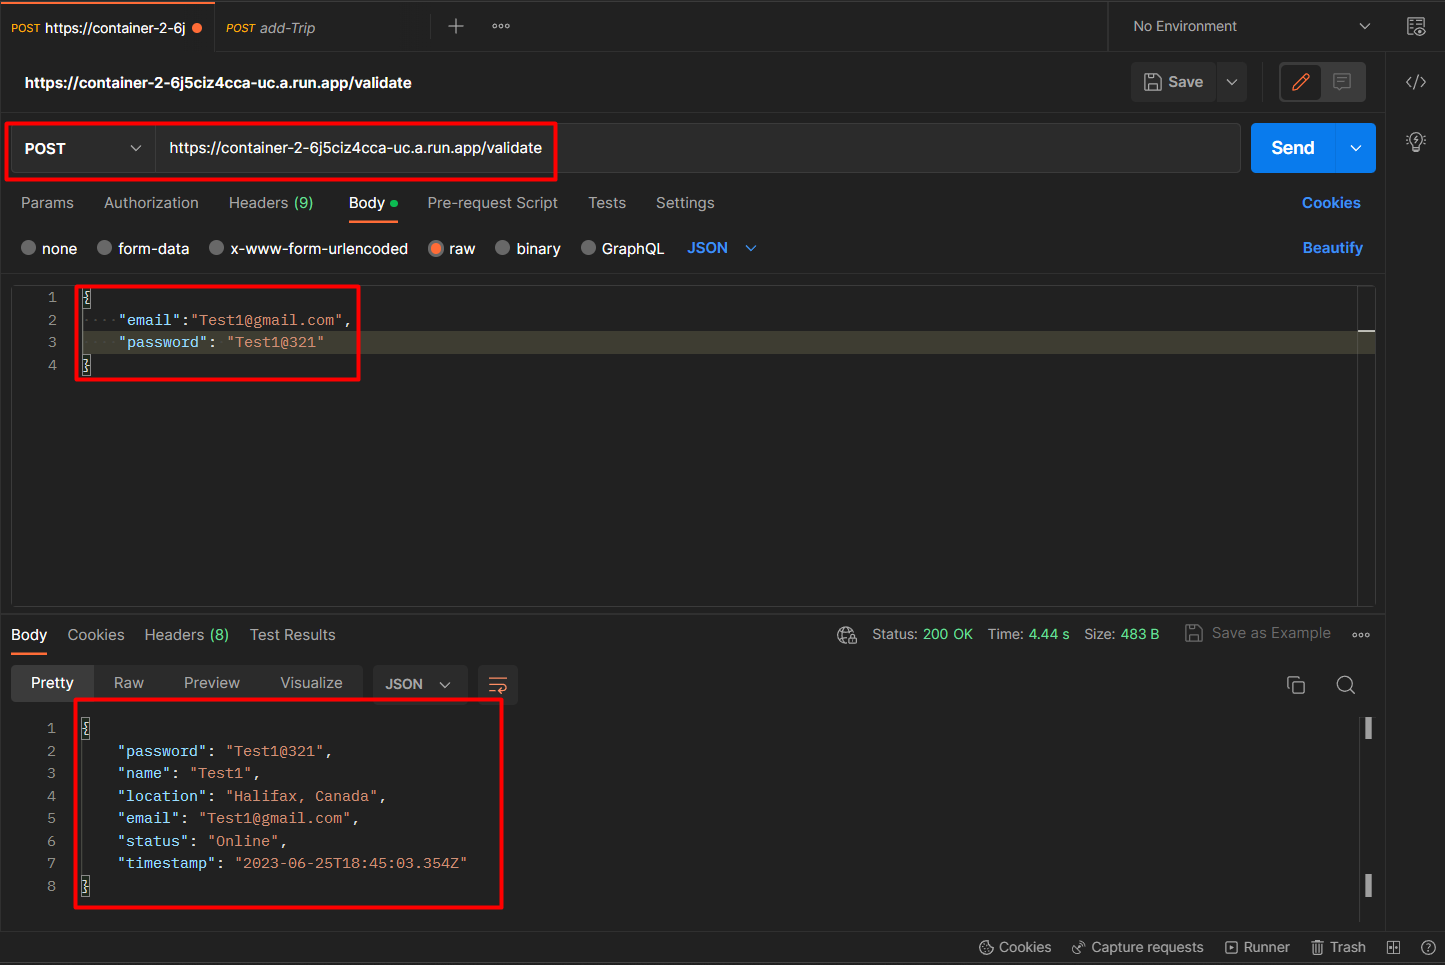 POST https://container-2-6j
POST add-Trip
No Environment
https://container-2-6j5ciz4cca-uc.a.run.app/validate
Save
POST https://container-2-6j5ciz4cca-uc.a.run.app/validate
Send
Params Authorization Headers (9) Body Pre-request Script Tests Settings Cookies
none form-data x-www-form-urlencoded raw binary GraphQL JSON Beautify
1 {
2 "email":"Test1@gmail.com",
3 "password": "Test1@321"
4 }
Body Cookies Headers (8) Test Results Status: 200 OK Time: 4.44 s Size: 483 B Save as Example
Pretty Raw Preview Visualize JSON
1 {
2 "password": "Test1@321",
3 "name": "Test1",
4 "location": "Halifax, Canada",
5 "email": "Test1@gmail.com",
6 "status": "Online",
7 "timestamp": "2023-06-25T18:45:03.354Z"
8 }
Cookies Capture requests Runner Trash